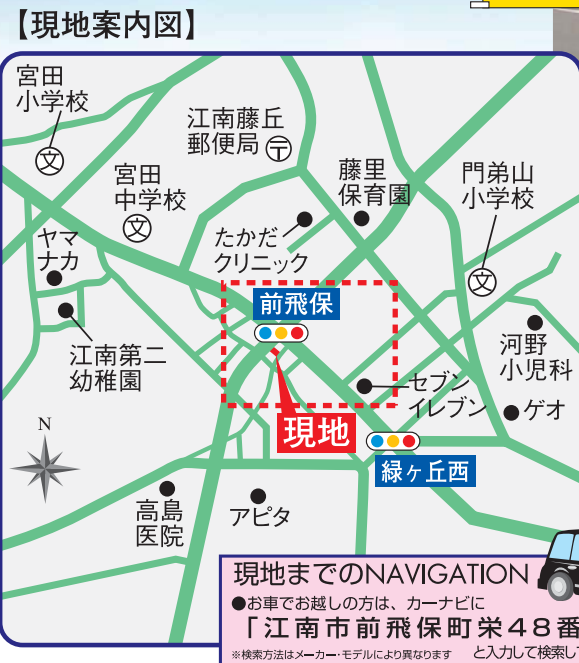 【現地案内図】
宮田
小学校
文
江南藤丘
郵便局
〒
宮田
中学校
文
藤里
保育園
門弟山
小学校
文
ヤマ
ナカ
たかだ
クリニック
前飛保
江南第二
幼稚園
河野
小児科
セブン
イレブン
ゲオ
現地
緑ヶ丘西
N
高島
医院
アピタ
現地までのNAVIGATION
●お車でお越しの方は、カーナビに
「江南市前飛保町栄48番
※検索方法はメーカー・モデルにより異なります と入力して検索し